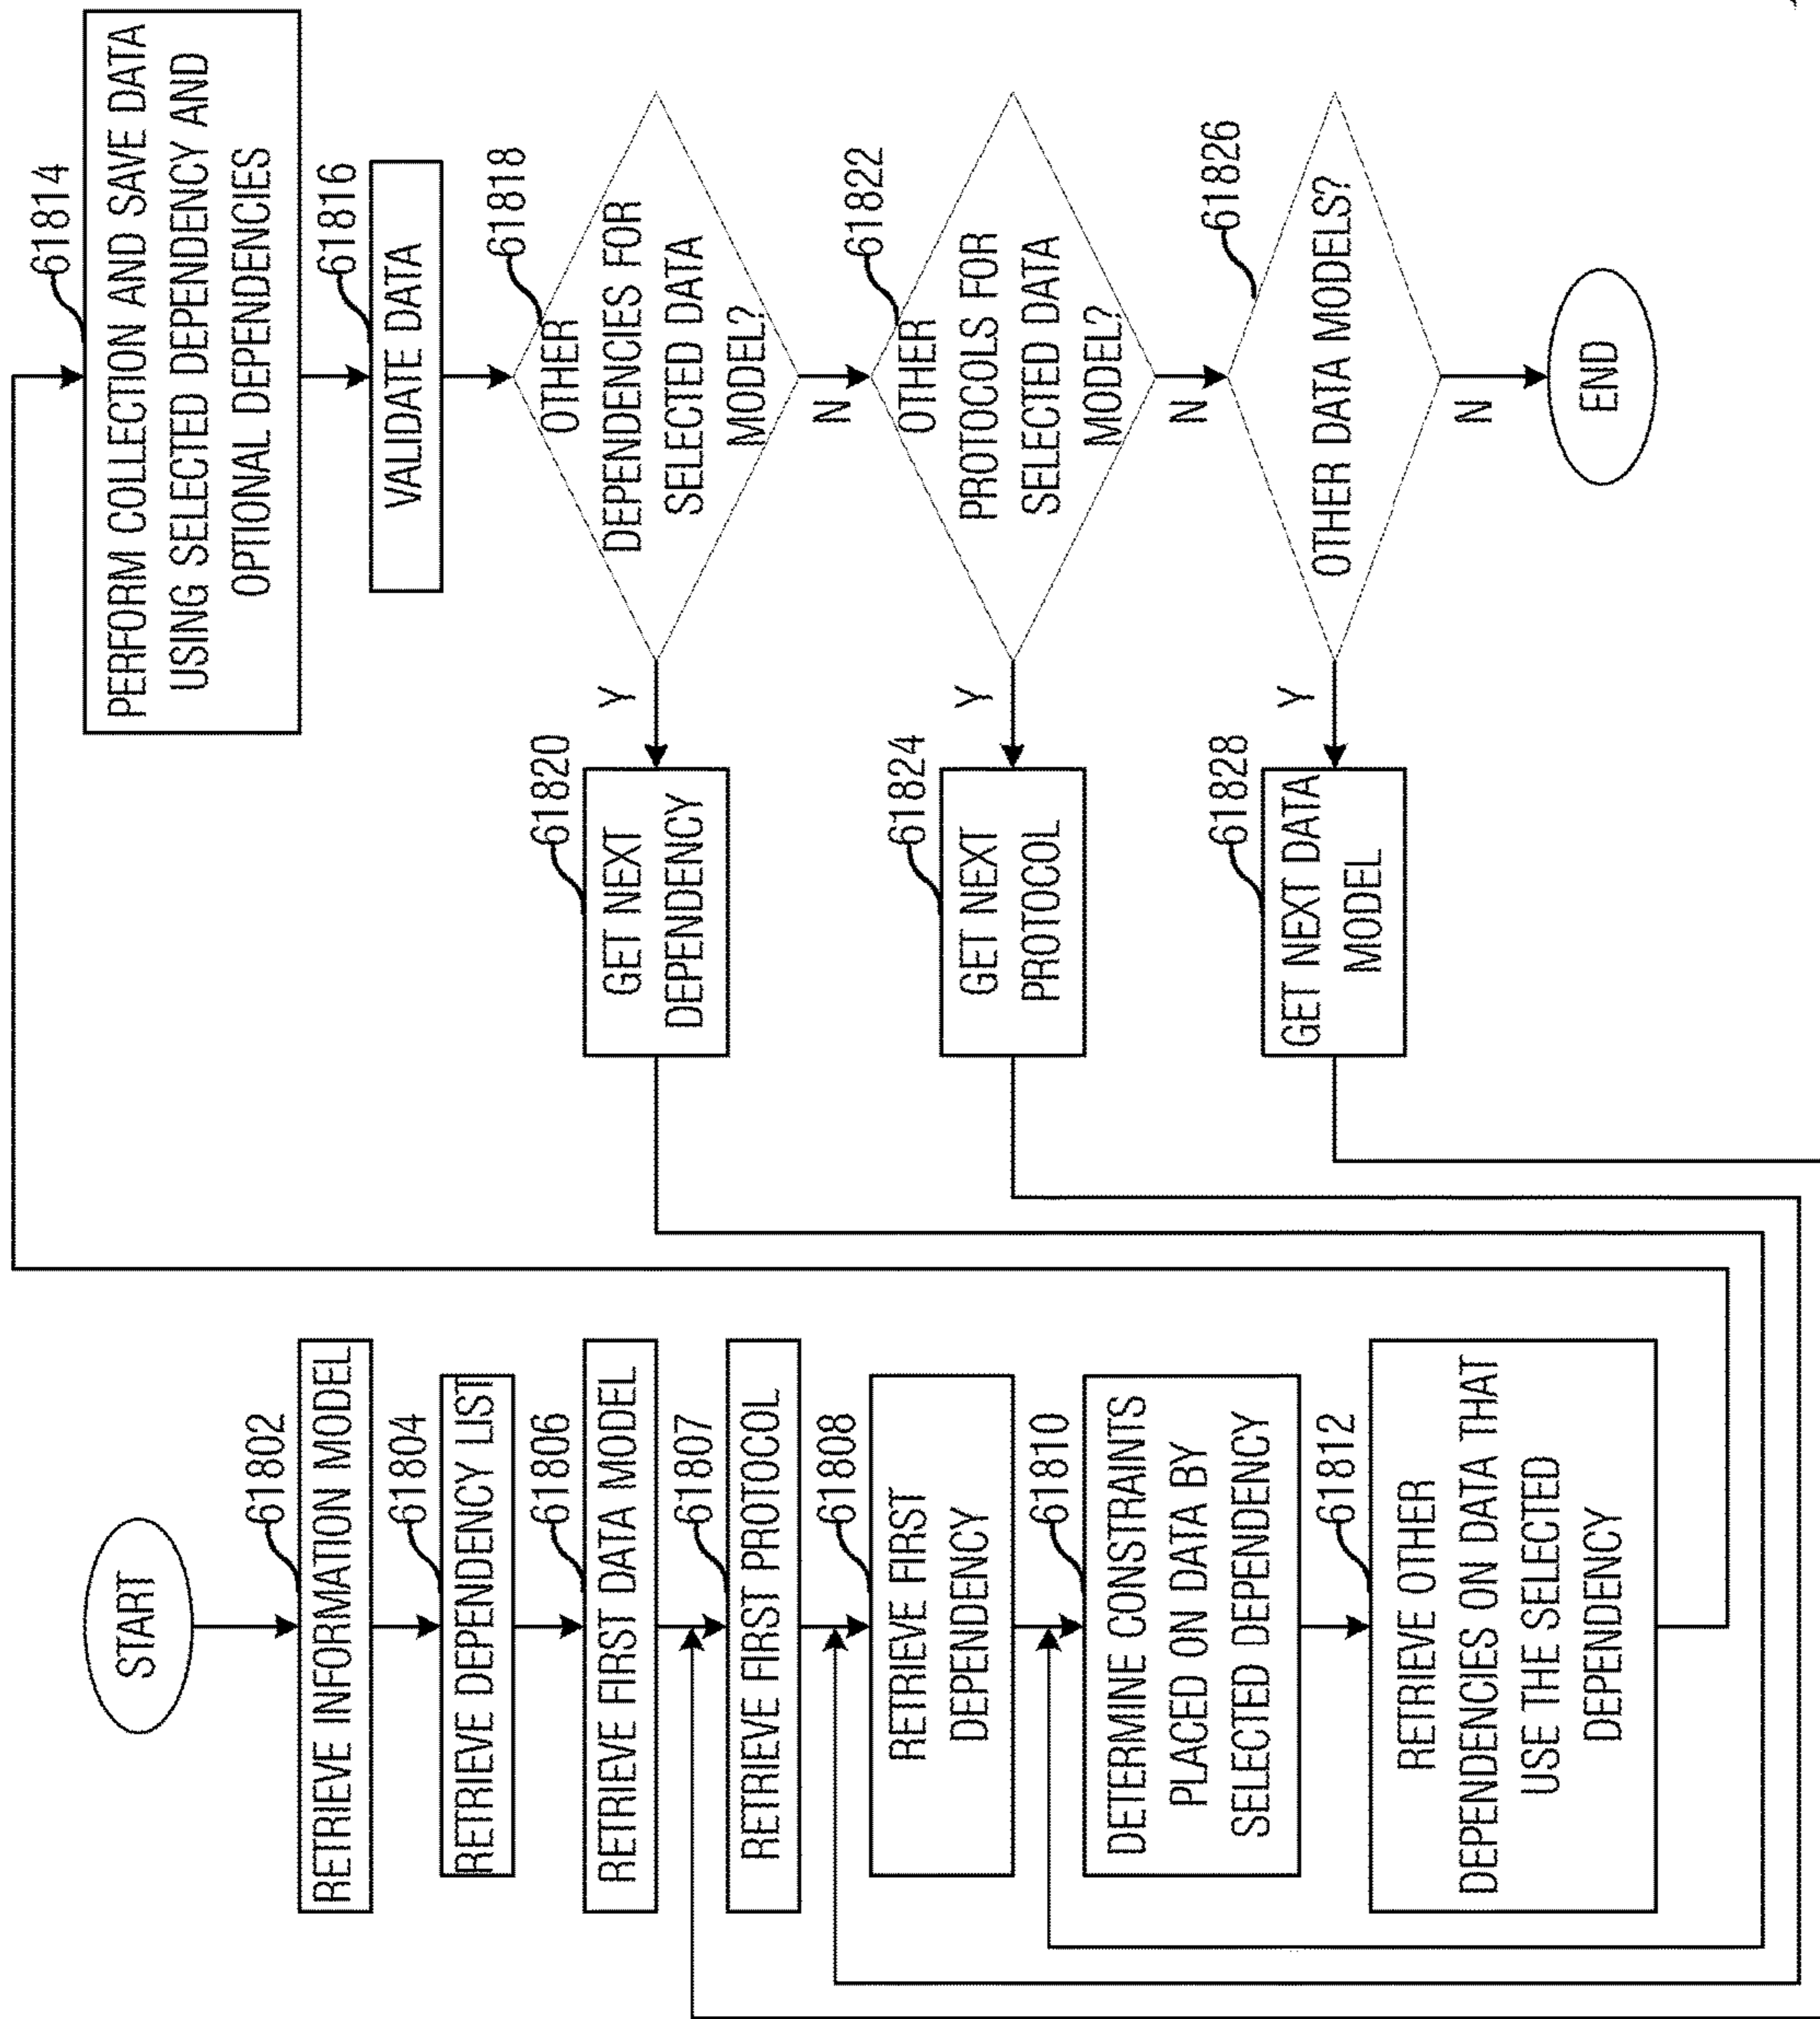 START
61802
RETRIEVE INFORMATION MODEL
61804
RETRIEVE DEPENDENCY LIST
61806
RETRIEVE FIRST DATA MODEL
61807
RETRIEVE FIRST PROTOCOL
61808
RETRIEVE FIRST
DEPENDENCY
61810
DETERMINE CONSTRAINTS
PLACED ON DATA BY
SELECTED DEPENDENCY
61812
RETRIEVE OTHER
DEPENDENCIES ON DATA THAT
USE THE SELECTED
DEPENDENCY
61814
PERFORM COLLECTION AND SAVE DATA
USING SELECTED DEPENDENCY AND
OPTIONAL DEPENDENCIES
61816
VALIDATE DATA
61818
OTHER
DEPENDENCIES FOR
SELECTED DATA
MODEL?
Y
N
61820
GET NEXT
DEPENDENCY
61822
OTHER
PROTOCOLS FOR
SELECTED DATA
MODEL?
Y
N
61824
GET NEXT
PROTOCOL
61826
OTHER DATA MODELS?
Y
N
61828
GET NEXT DATA
MODEL
END